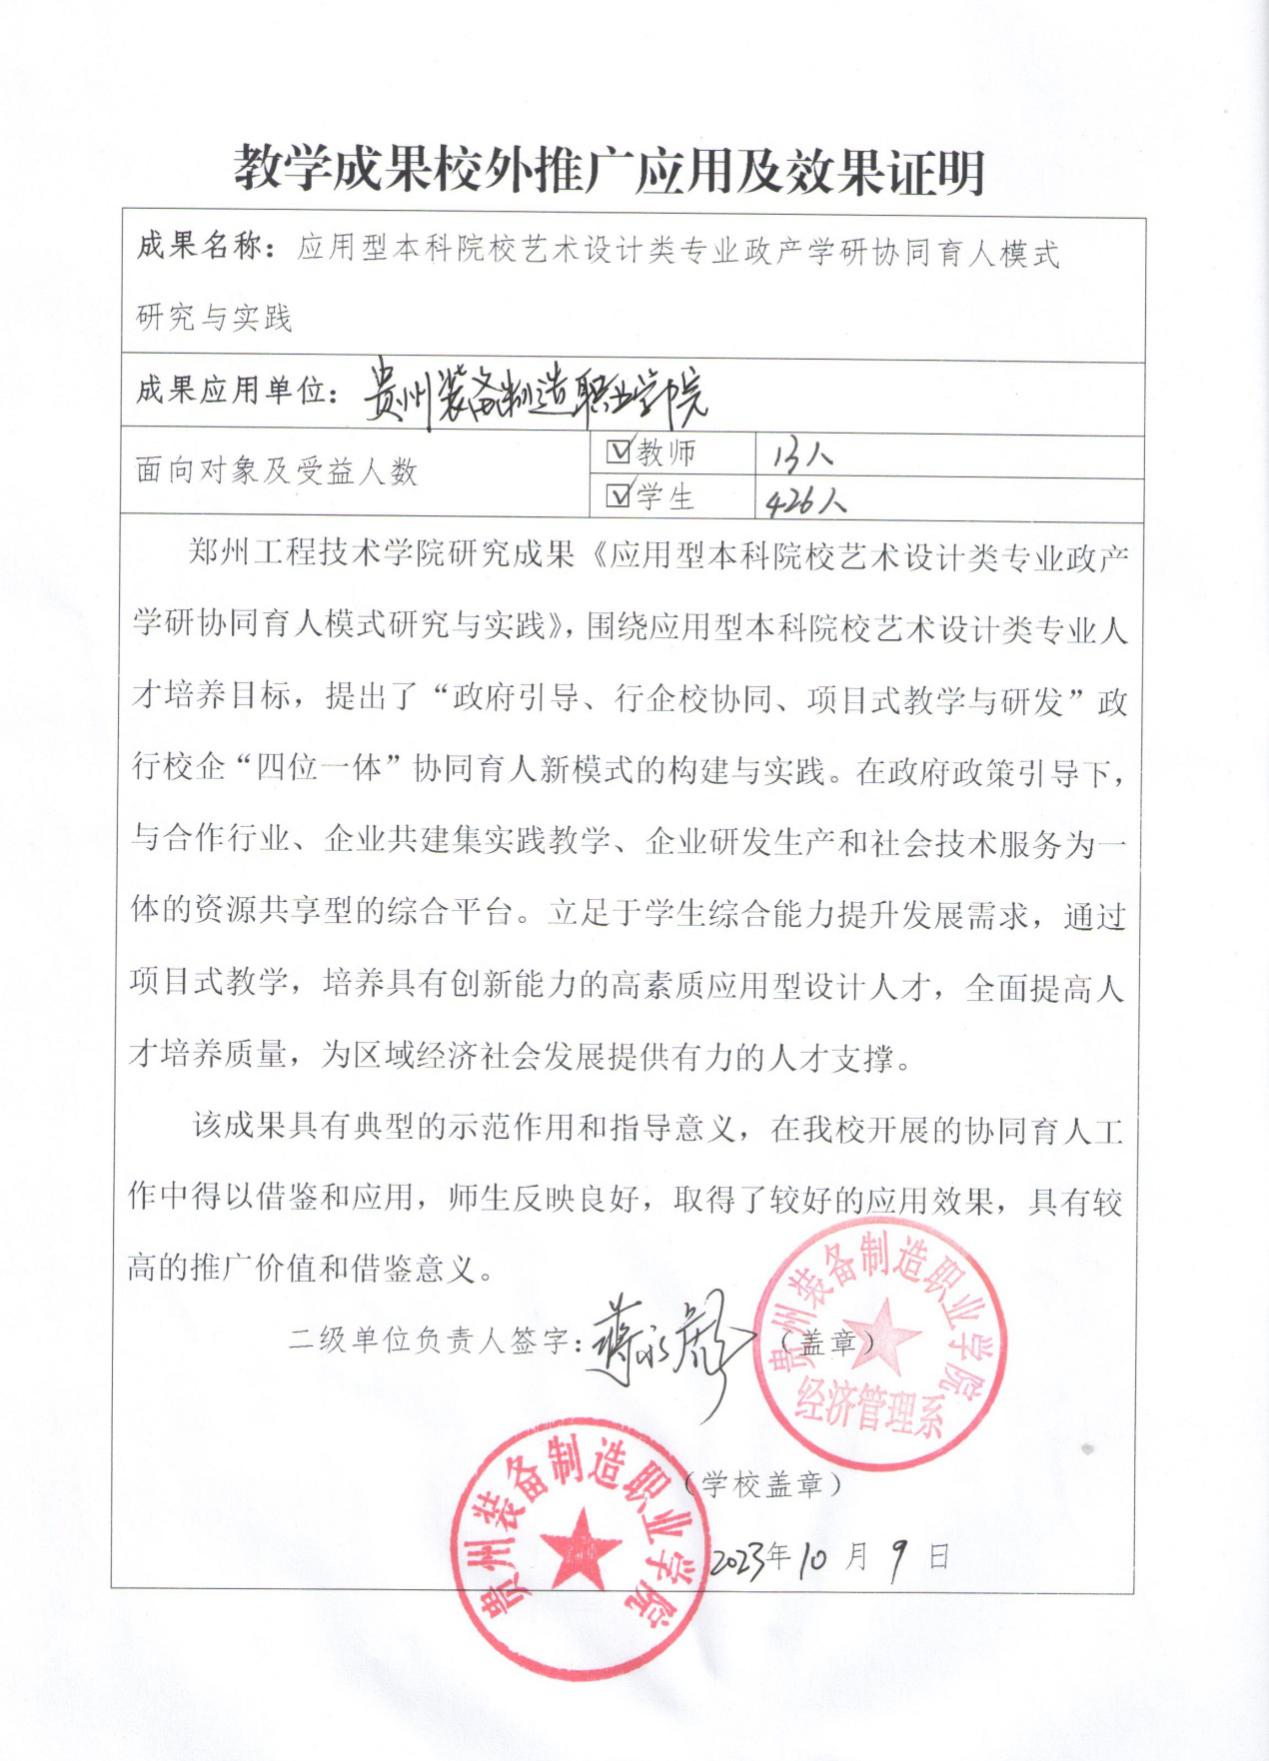 教学成果校外推广应用及效果证明
成果名称：应用型本科院校艺术设计类专业政产学研协同育人模式
研究与实践
成果应用单位：贵州装备制造职业学院
面向对象及受益人数
☑教师 13人
☑学生 426人
郑州工程技术学院研究成果《应用型本科院校艺术设计类专业政产
学研协同育人模式研究与实践》，围绕应用型本科院校艺术设计类专业人
才培养目标，提出了“政府引导、行企校协同、项目式教学与研发”政
行校企“四位一体”协同育人新模式的构建与实践。在政府政策引导下，
与合作行业、企业共建集实践教学、企业研发生产和社会技术服务为一
体的资源共享型的综合平台。立足于学生综合能力提升发展需求，通过
项目式教学，培养具有创新能力的高素质应用型设计人才，全面提高人
才培养质量，为区域经济社会发展提供有力的人才支撑。
该成果具有典型的示范作用和指导意义，在我校开展的协同育人工
作中得以借鉴和应用，师生反映良好，取得了较好的应用效果，具有较
高的推广价值和借鉴意义。
二级单位负责人签字： （盖章）
贵州装备制造职业学院
经济管理系
（学校盖章）
贵州装备制造职业学院
2023年10月9日